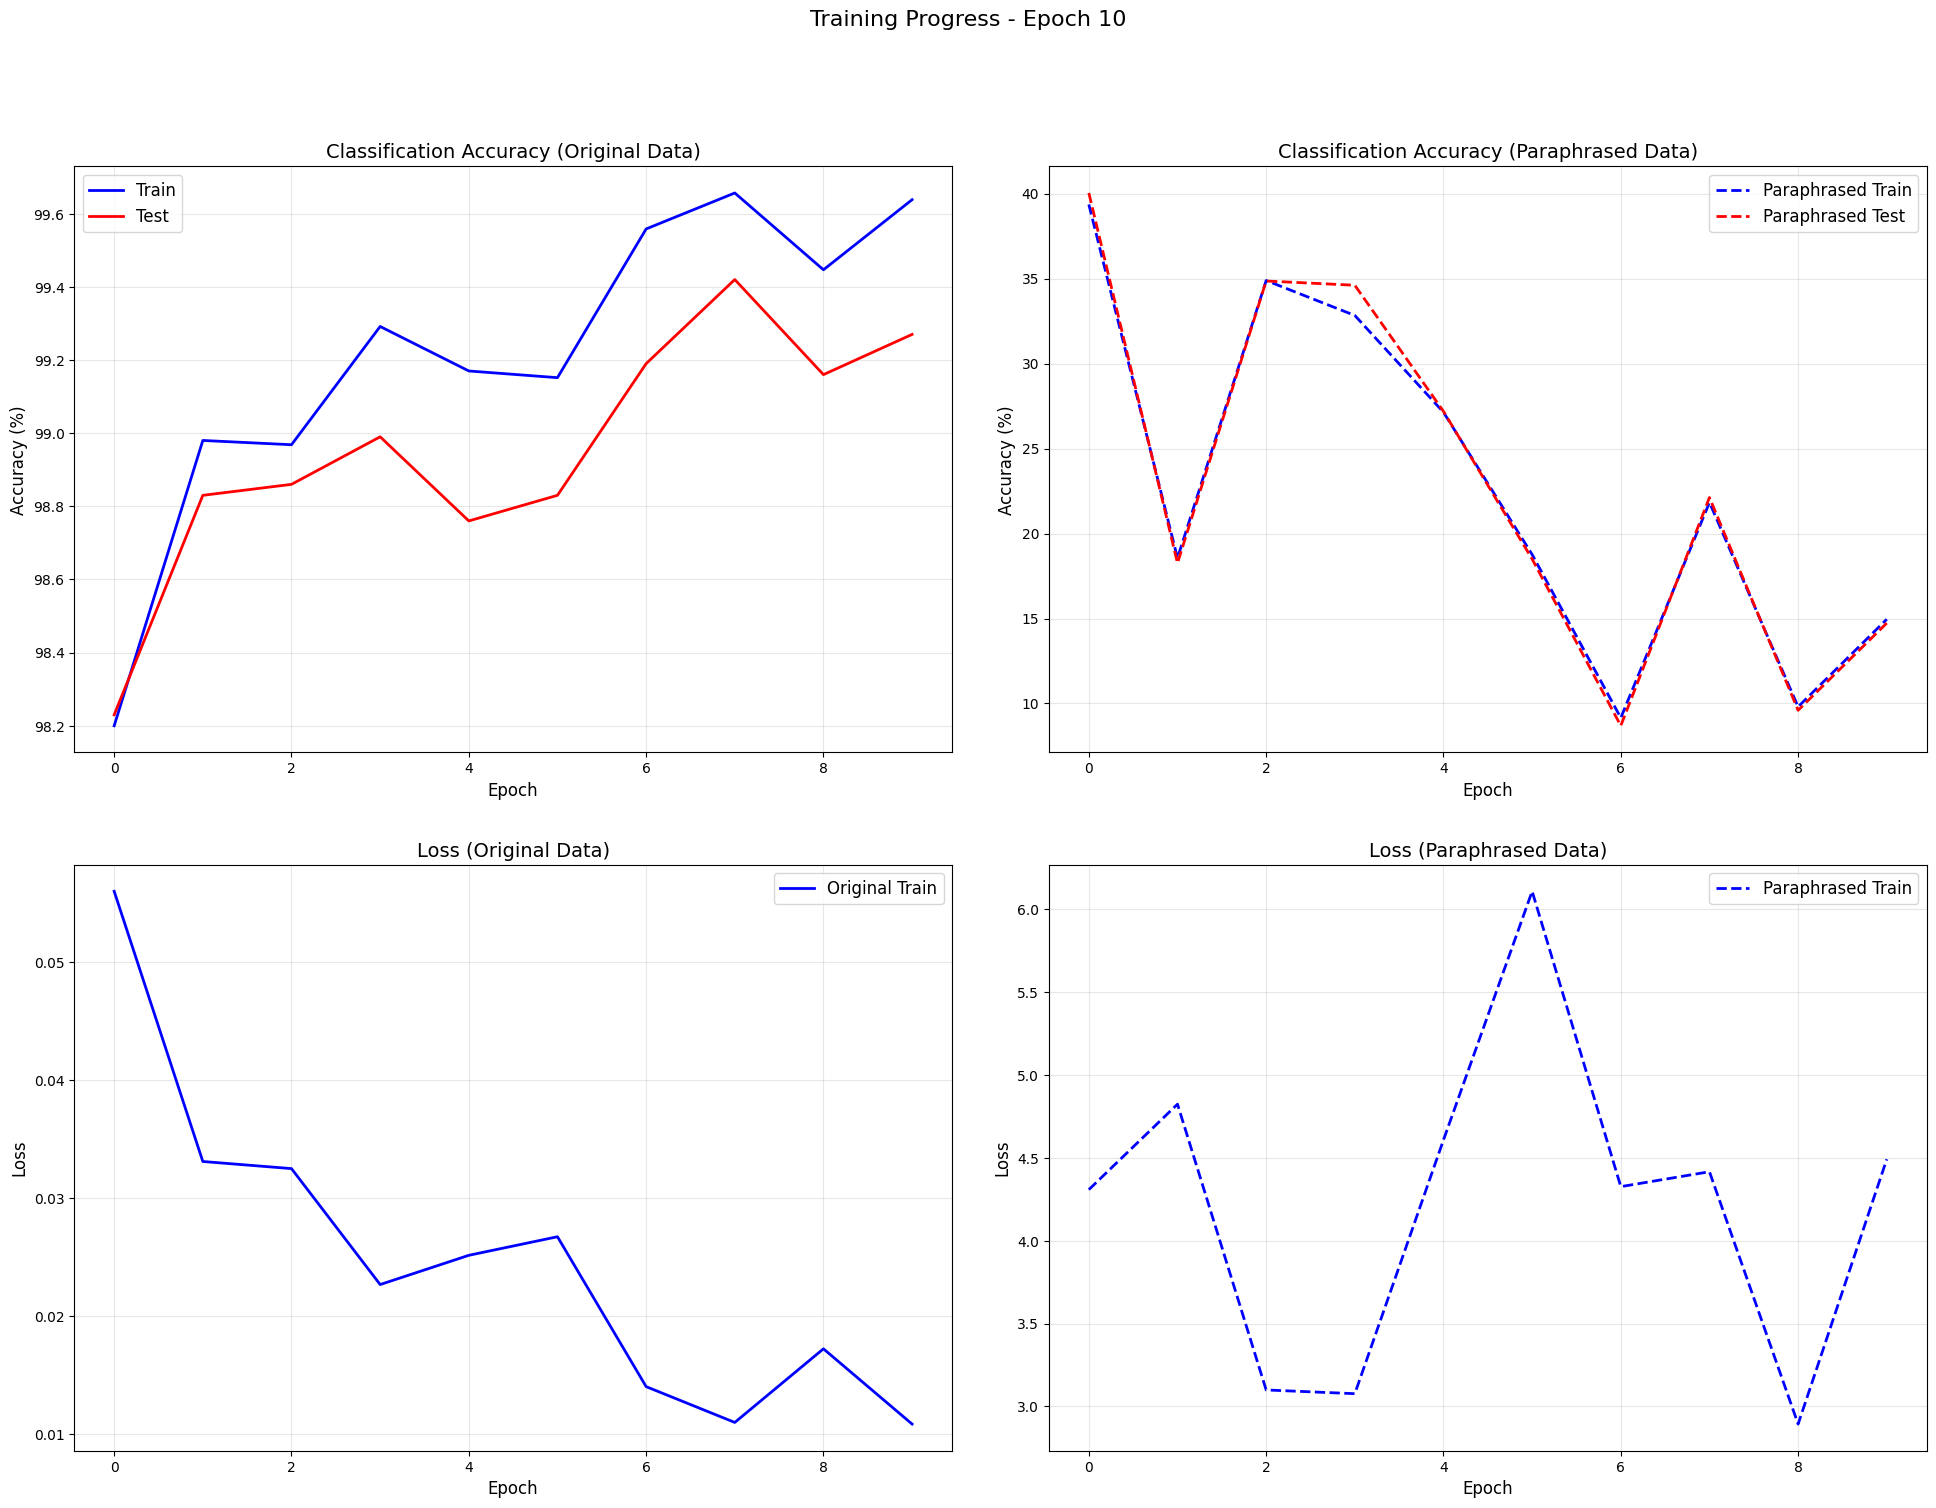 Training Progress - Epoch 10
Classification Accuracy (Original Data)
Train
Test
99.6
99.4
99.2
99.0
98.8
98.6
98.4
98.2
Accuracy (%)
0 2 4 6 8
Epoch
Classification Accuracy (Paraphrased Data)
Paraphrased Train
Paraphrased Test
40
35
30
25
20
15
10
Accuracy (%)
0 2 4 6 8
Epoch
Loss (Original Data)
Original Train
0.05
0.04
0.03
0.02
0.01
Loss
0 2 4 6 8
Epoch
Loss (Paraphrased Data)
Paraphrased Train
6.0
5.5
5.0
4.5
4.0
3.5
3.0
Loss
0 2 4 6 8
Epoch